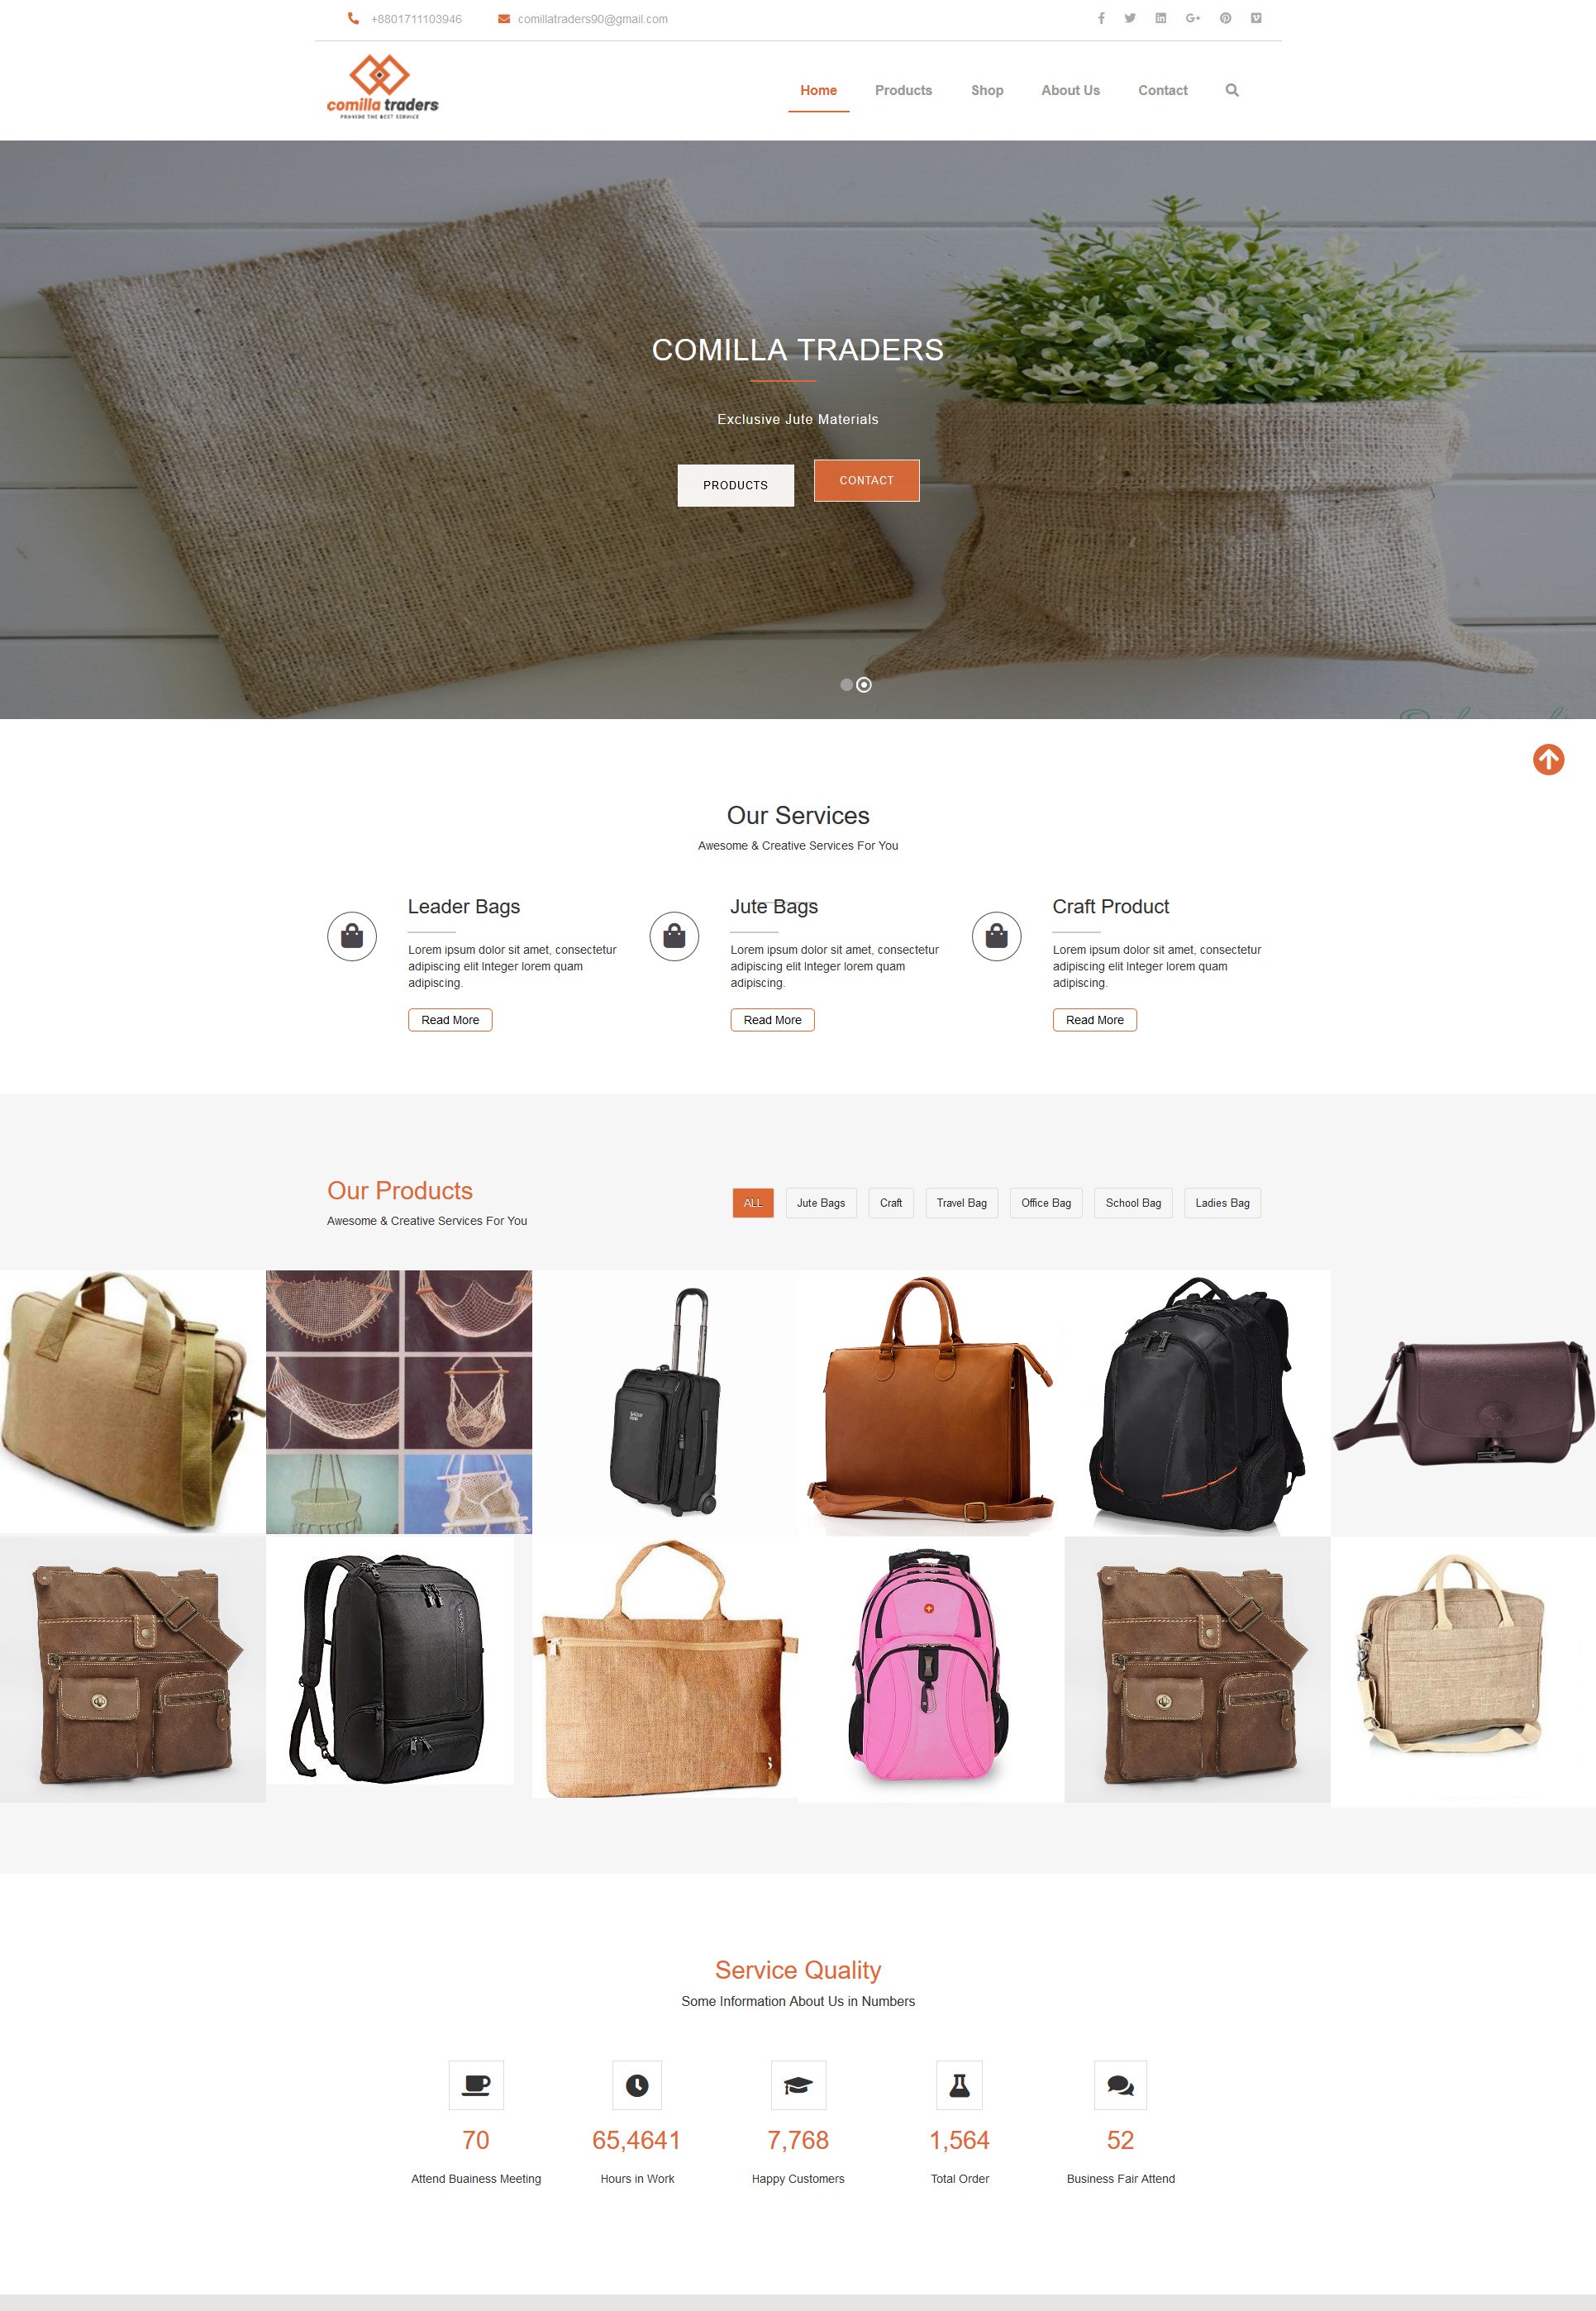 +8801711103946 comillatraders90@gmail.com
comilla traders
PROVIDE THE BEST SERVICE
Home Products Shop About Us Contact
COMILLA TRADERS
Exclusive Jute Materials
PRODUCTS CONTACT
Our Services
Awesome & Creative Services For You
Leader Bags
Lorem ipsum dolor sit amet, consectetur
adipiscing elit Integer lorem quam
adipiscing.
Read More
Jute Bags
Lorem ipsum dolor sit amet, consectetur
adipiscing elit Integer lorem quam
adipiscing.
Read More
Craft Product
Lorem ipsum dolor sit amet, consectetur
adipiscing elit Integer lorem quam
adipiscing.
Read More
Our Products
Awesome & Creative Services For You
ALL Jute Bags Craft Travel Bag Office Bag School Bag Ladies Bag
Service Quality
Some Information About Us in Numbers
70 65,4641 7,768 1,564 52
Attend Buainess Meeting Hours in Work Happy Customers Total Order Business Fair Attend